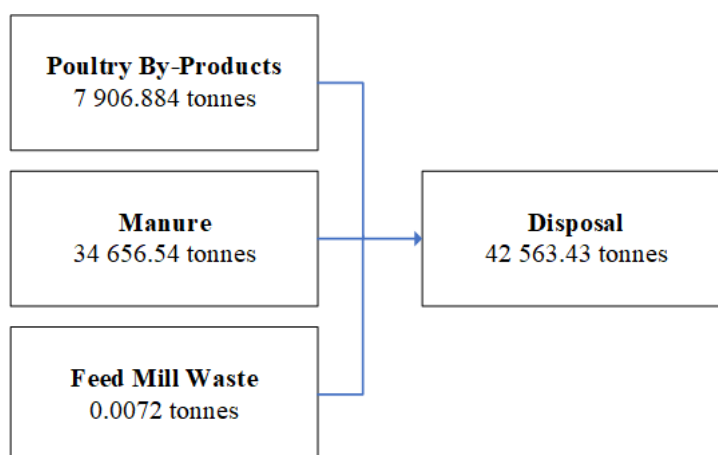 Poultry By-Products
7 906.884 tonnes
Manure
34 656.54 tonnes
Disposal
42 563.43 tonnes
Feed Mill Waste
0.0072 tonnes